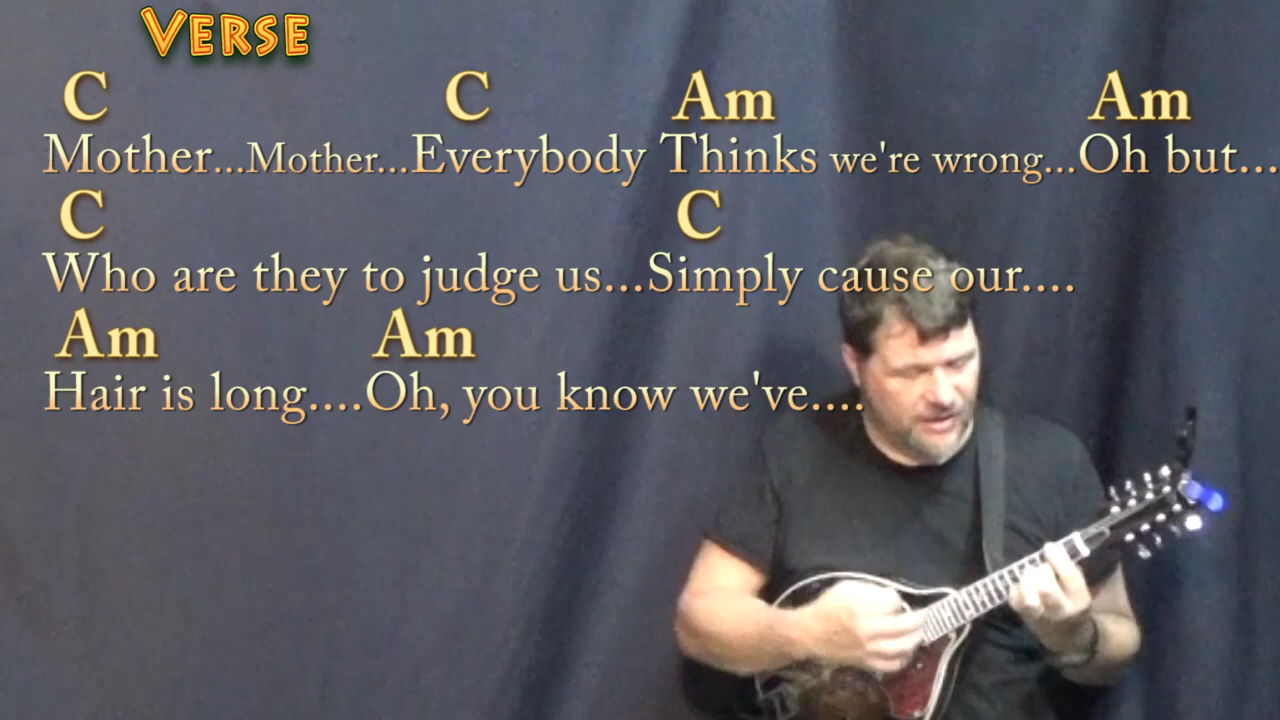 VERSE
C C Am Am
Mother...Mother...Everybody Thinks we're wrong...Oh but...
C C
Who are they to judge us...Simply cause our....
Am Am
Hair is long....Oh, you know we've....